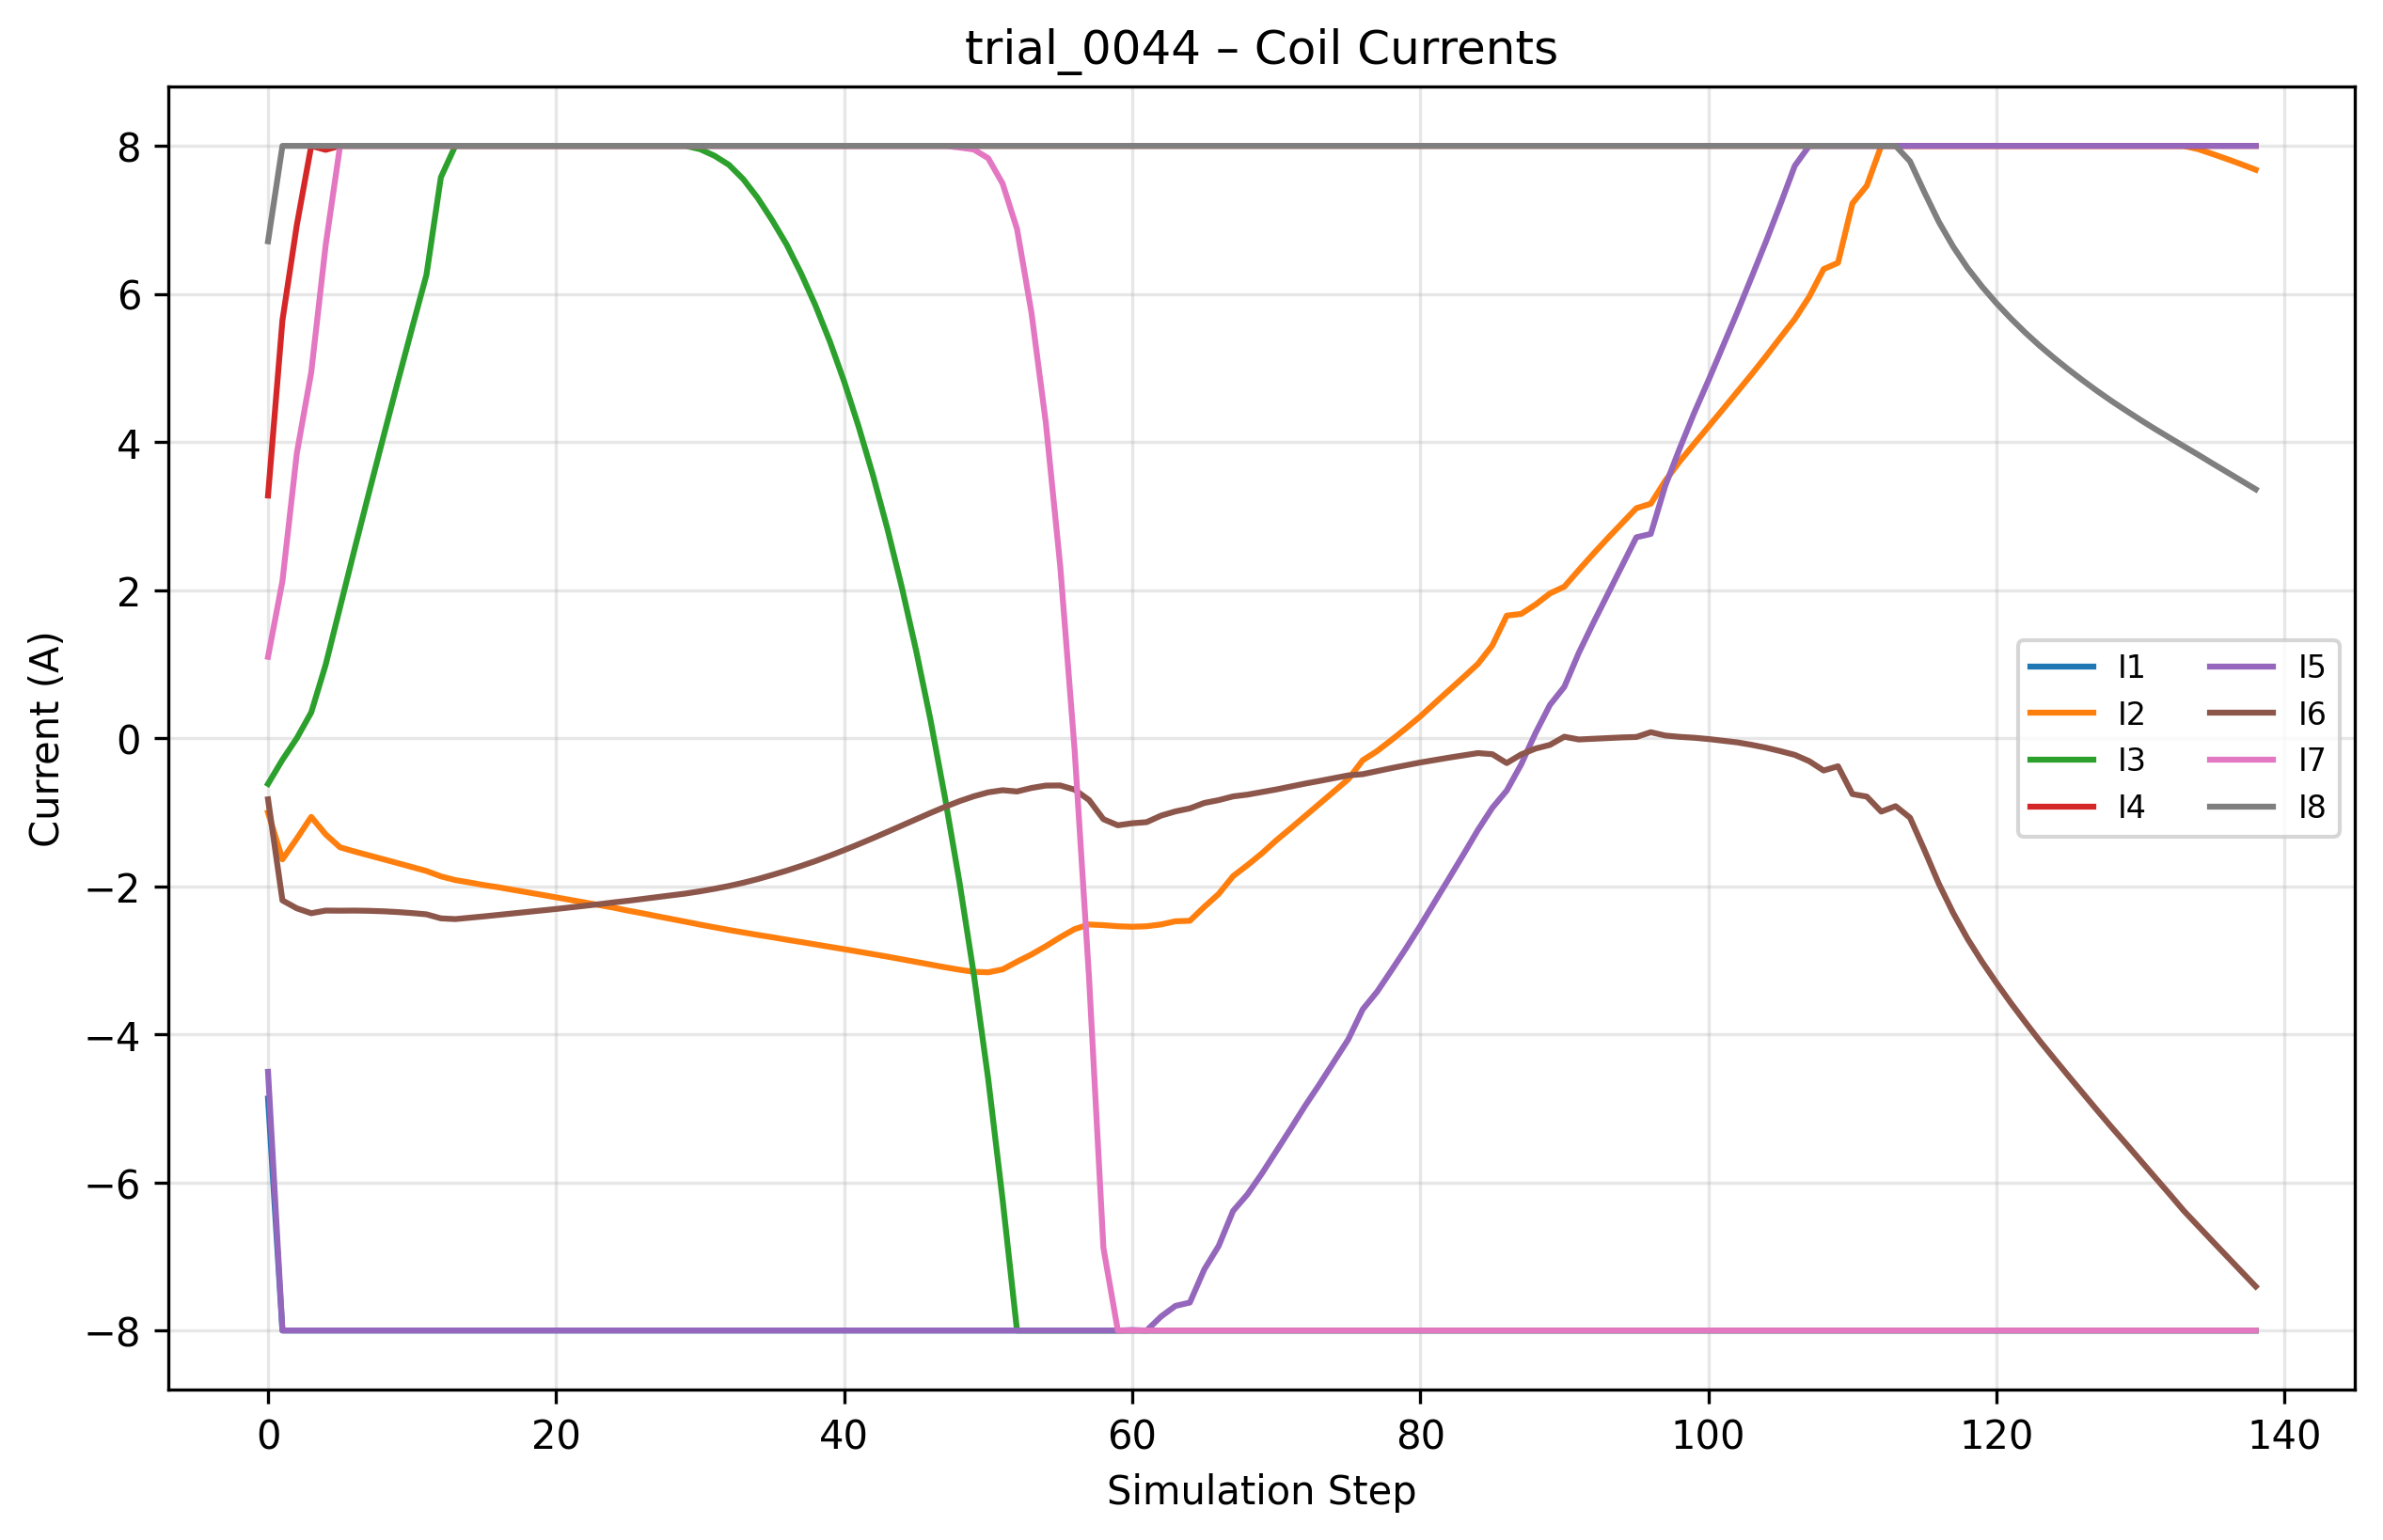 trial_0044 – Coil Currents
Current (A)
8
6
4
2
0
−2
−4
−6
−8
I1
I2
I3
I4
I5
I6
I7
I8
0 20 40 60 80 100 120 140
Simulation Step